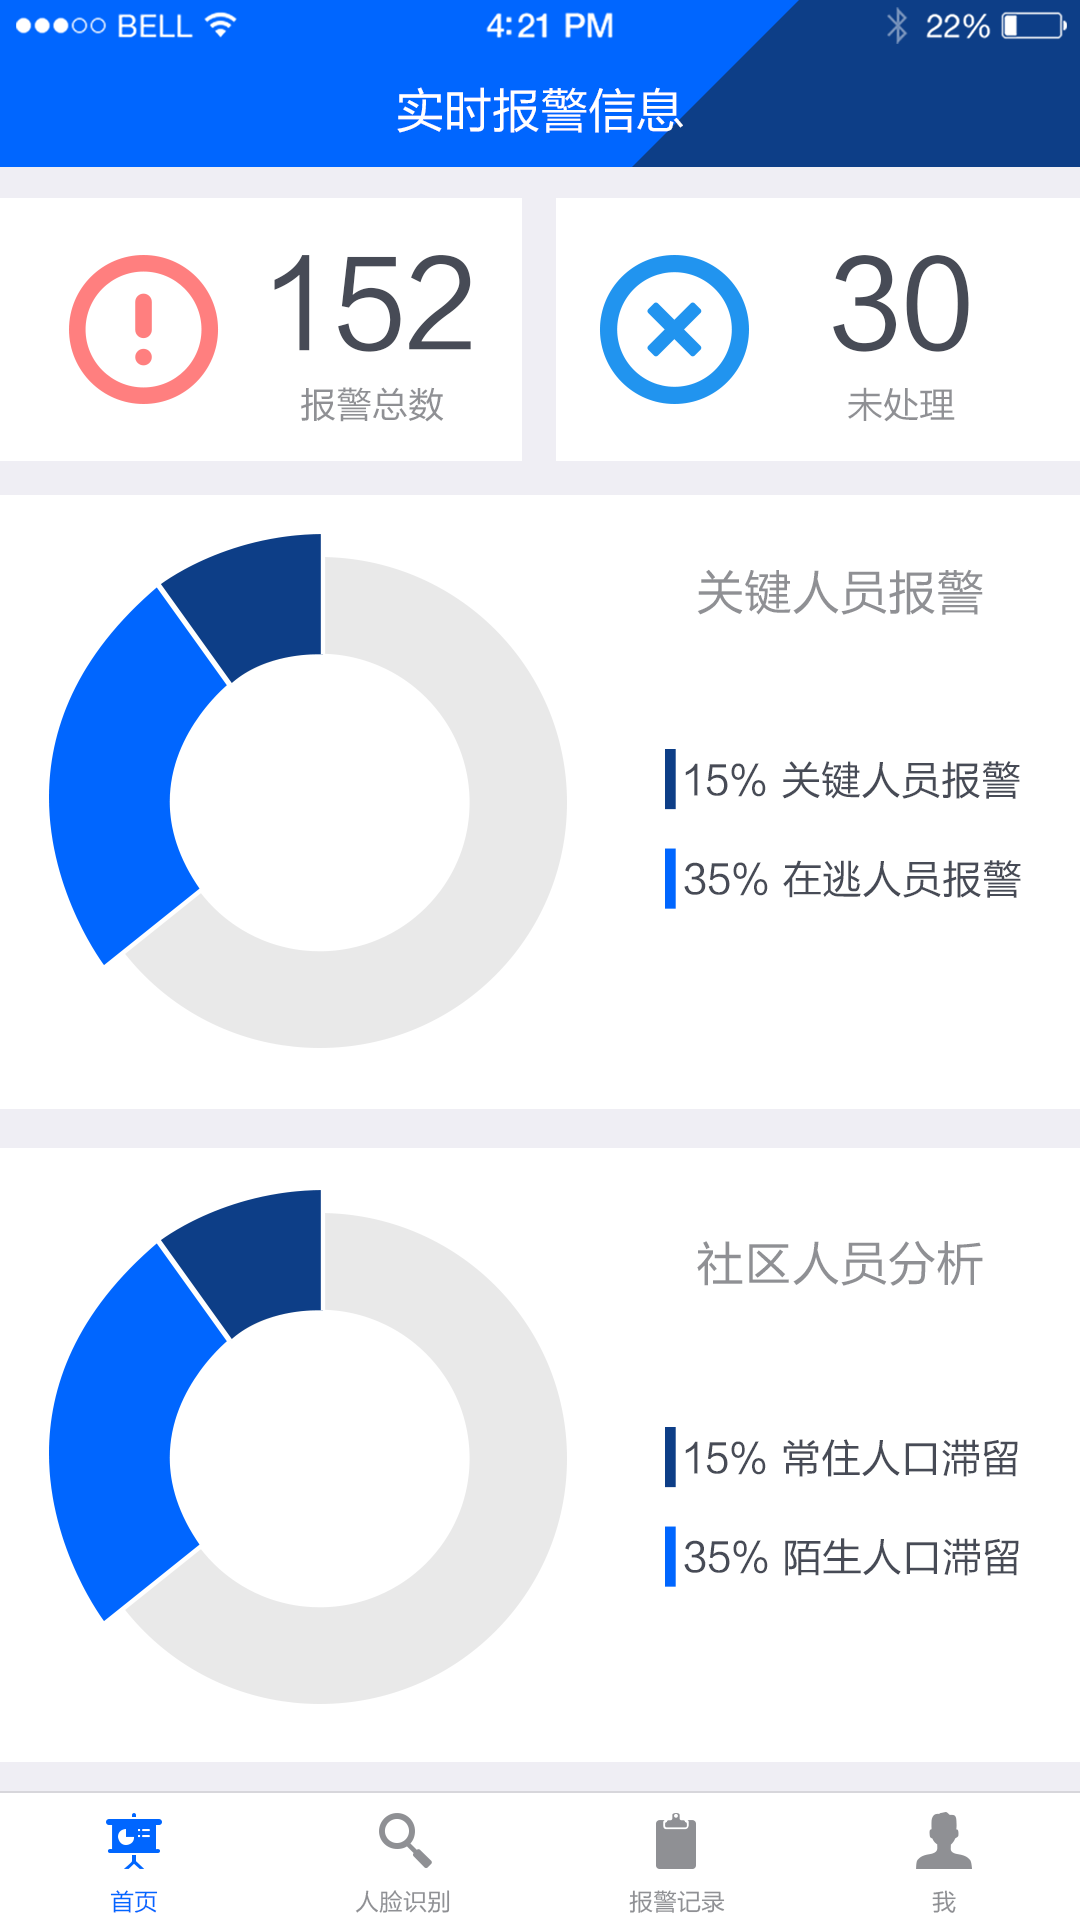 BELL 4:21 PM 22%
实时报警信息
152
报警总数
30
未处理
关键人员报警
15% 关键人员报警
35% 在逃人员报警
社区人员分析
15% 常住人口滞留
35% 陌生人口滞留
首页 人脸识别 报警记录 我